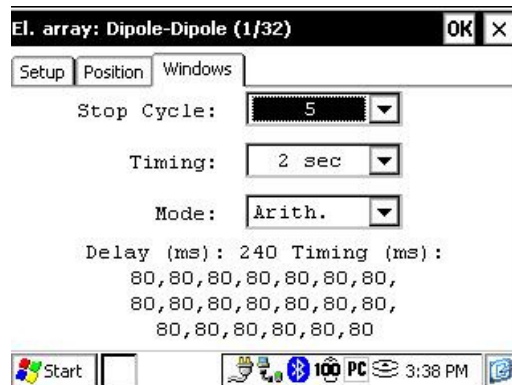 El. array: Dipole-Dipole (1/32) OK ×
Setup Position Windows
Stop Cycle: 5
Timing: 2 sec
Mode: Arith.
Delay (ms): 240 Timing (ms):
80,80,80,80,80,80,80,
80,80,80,80,80,80,80,
80,80,80,80,80,80
Start 100 PC 3:38 PM